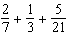 2/7 + 1/3 + 5/21